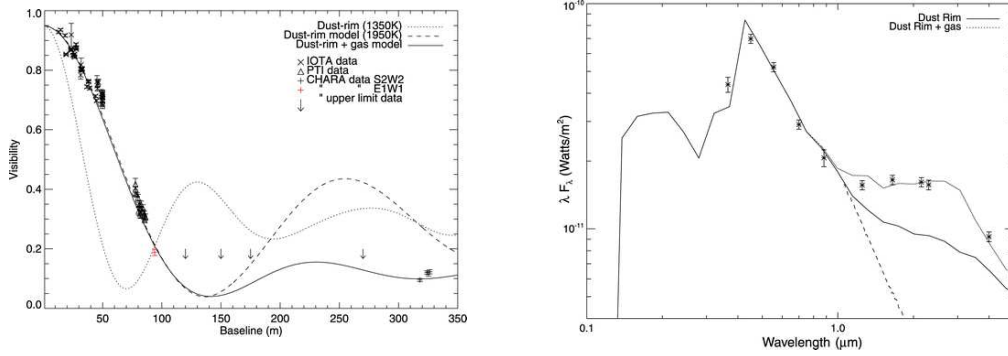 Dust-rim (1350K)
Dust-rim model (1950K)
Dust-rim + gas model
IOTA data
PTI data
CHARA data S2W2
" " E1W1
" upper limit data
Visibility
1.0
0.8
0.6
0.4
0.2
0.0
50 100 150 200 250 300 350
Baseline (m)
Dust Rim
Dust Rim + gas
λ Fλ (Watts/m²)
10⁻¹⁰
10⁻¹¹
0.1 1.0
Wavelength (μm)